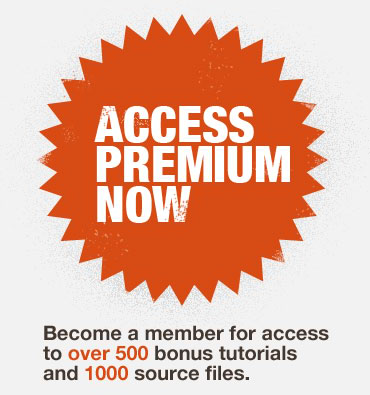 ACCESS
PREMIUM
NOW
Become a member for access
to over 500 bonus tutorials
and 1000 source files.